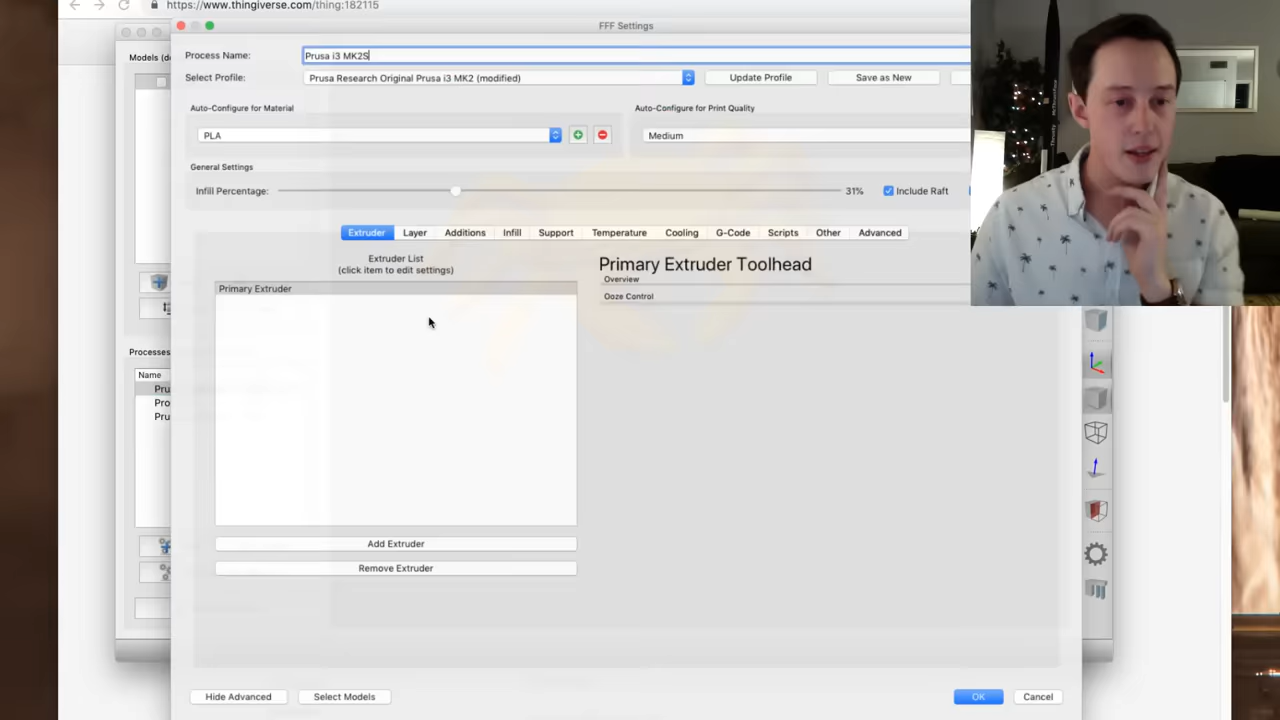 https://www.thingiverse.com/thing:182115
FFF Settings
Models (do
Process Name: Prusa i3 MK2S
Select Profile: Prusa Research Original Prusa i3 MK2 (modified) Update Profile Save as New
Auto-Configure for Material Auto-Configure for Print Quality
PLA Medium
General Settings
Infill Percentage: 31% Include Raft
Extruder Layer Additions Infill Support Temperature Cooling G-Code Scripts Other Advanced
Extruder List
(click item to edit settings)
Primary Extruder Toolhead
Overview
Primary Extruder
Ooze Control
Processes
Name
Pru
Pro
Pru
Add Extruder
Remove Extruder
Hide Advanced Select Models OK Cancel